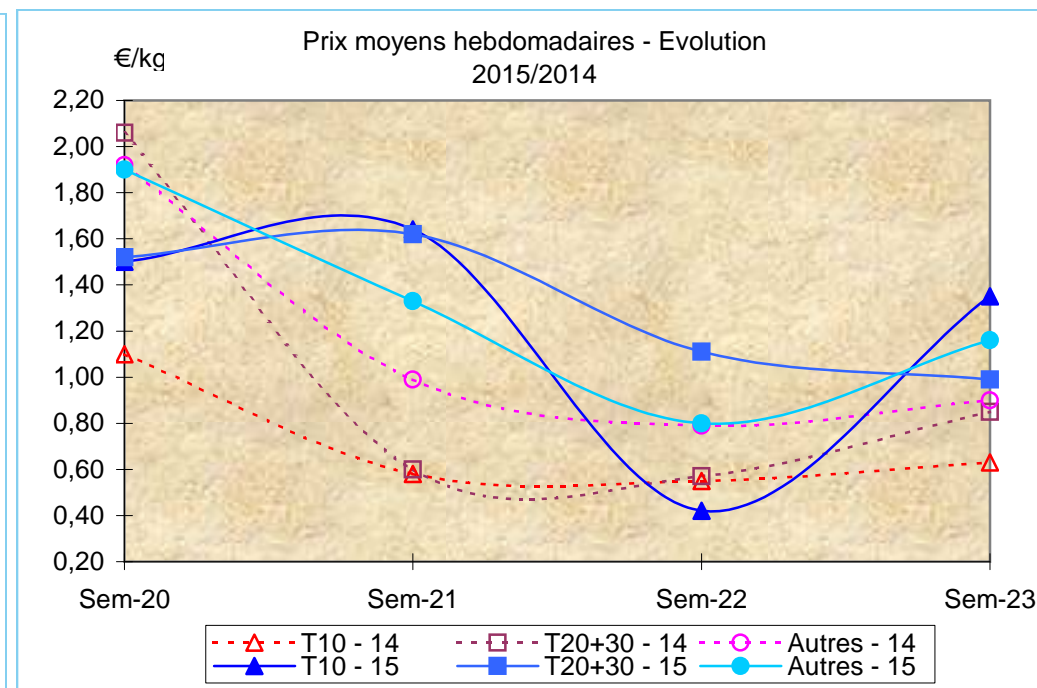 Prix moyens hebdomadaires - Evolution
2015/2014
€/kg
2,20
2,00
1,80
1,60
1,40
1,20
1,00
0,80
0,60
0,40
0,20
Sem-20 Sem-21 Sem-22 Sem-23
T10 - 14 T20+30 - 14 Autres - 14
T10 - 15 T20+30 - 15 Autres - 15